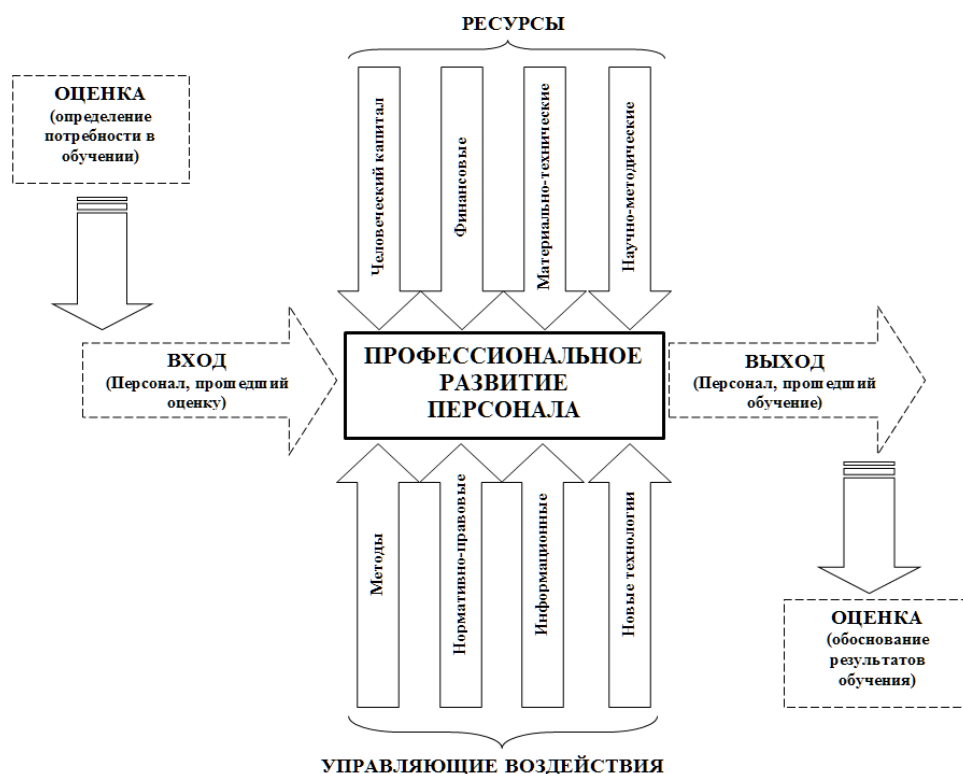 РЕСУРСЫ
ОЦЕНКА
(определение
потребности в
обучении)
Человеческий капитал
Финансовые
Материально-технические
Научно-методические
ВХОД
(Персонал, прошедший
оценку)
ПРОФЕССИОНАЛЬНОЕ
РАЗВИТИЕ
ПЕРСОНАЛА
ВЫХОД
(Персонал, прошедший
обучение)
Методы
Нормативно-правовые
Информационные
Новые технологии
ОЦЕНКА
(обоснование
результатов
обучения)
УПРАВЛЯЮЩИЕ ВОЗДЕЙСТВИЯ